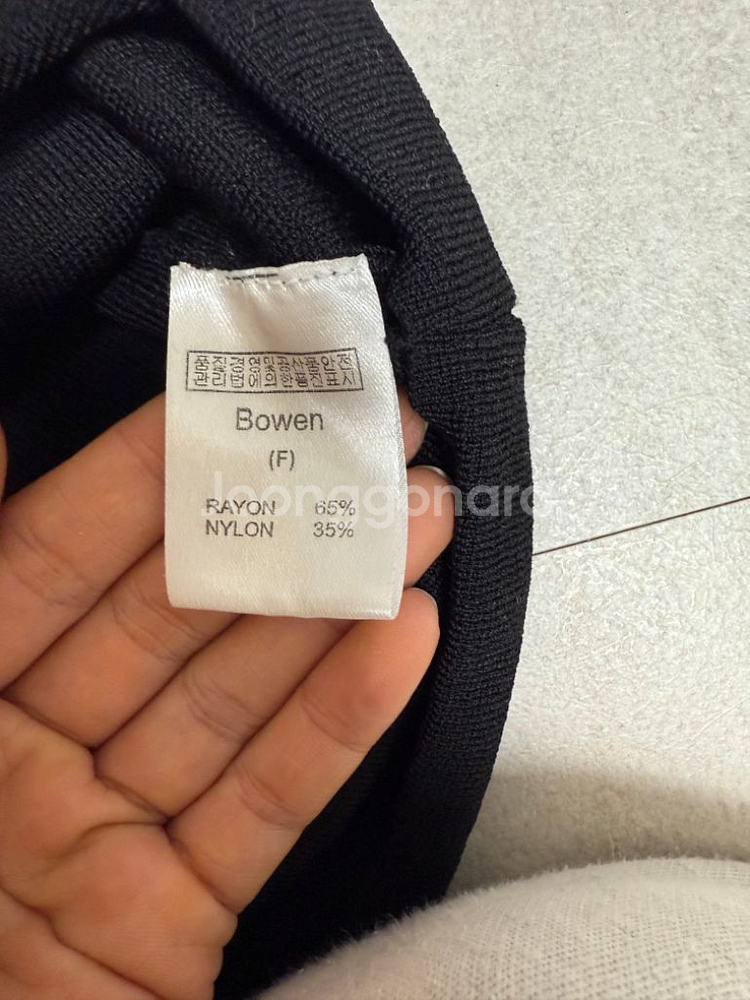 품질경영및공산품안전
관리법에의한품질표시
Bowen
(F)
RAYON 65%
NYLON 35%
Joonggonara